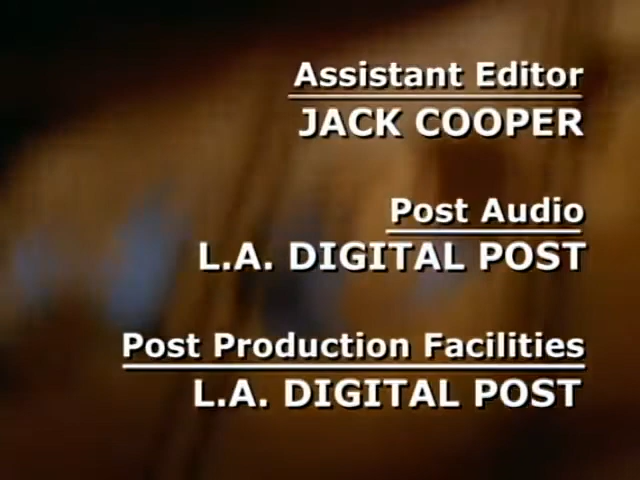 Assistant Editor
JACK COOPER
Post Audio
L.A. DIGITAL POST
Post Production Facilities
L.A. DIGITAL POST